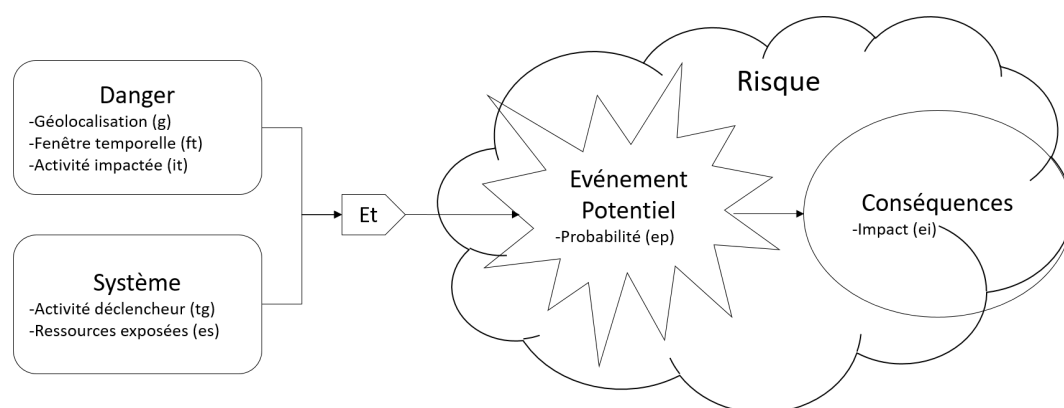 Danger
-Géolocalisation (g)
-Fenêtre temporelle (ft)
-Activité impactée (it)
Système
-Activité déclencheur (tg)
-Ressources exposées (es)
Et
Risque
Evénement
Potentiel
-Probabilité (ep)
Conséquences
-Impact (ei)